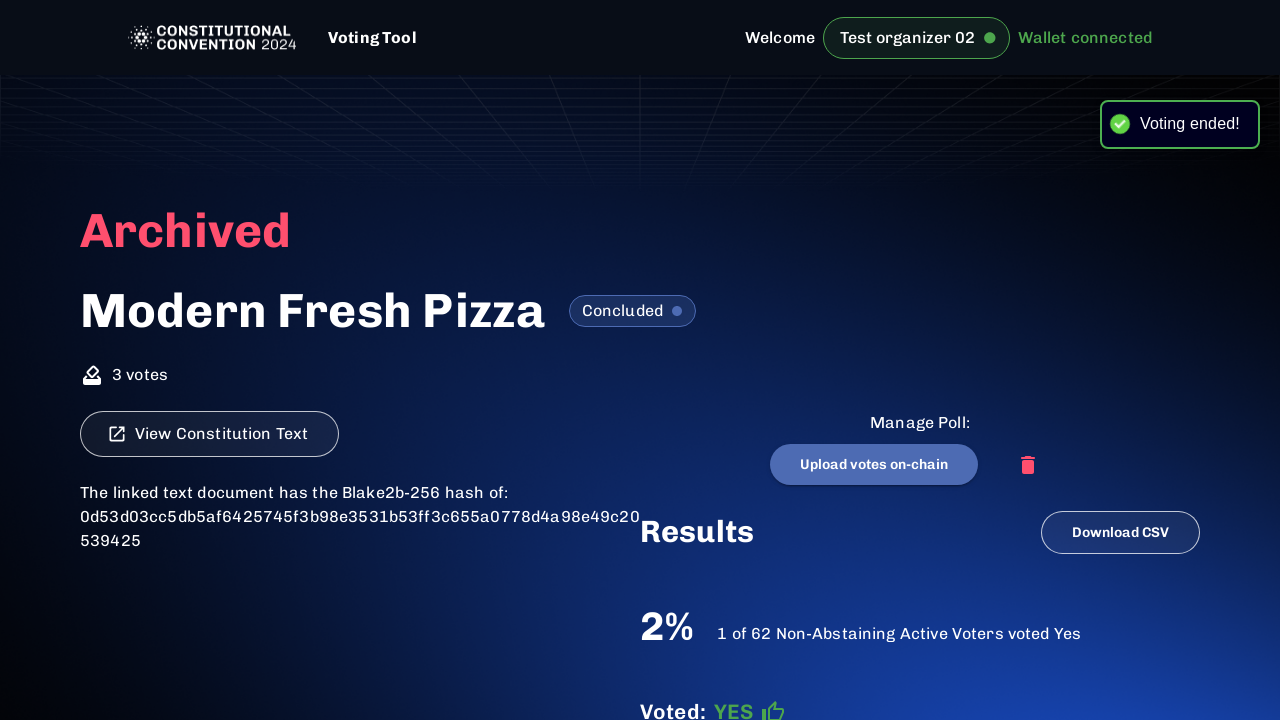 CONSTITUTIONAL
CONVENTION 2024
Voting Tool
Welcome
Test organizer 02
Wallet connected
Voting ended!
Archived
Modern Fresh Pizza
Concluded
3 votes
View Constitution Text
Manage Poll:
Upload votes on-chain
The linked text document has the Blake2b-256 hash of:
0d53d03cc5db5af6425745f3b98e3531b53ff3c655a0778d4a98e49c20
539425
Results
Download CSV
2%
1 of 62 Non-Abstaining Active Voters voted Yes
Voted: YES